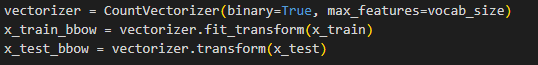 vectorizer = CountVectorizer(binary=True, max_features=vocab_size)
x_train_bbow = vectorizer.fit_transform(x_train)
x_test_bbow = vectorizer.transform(x_test)